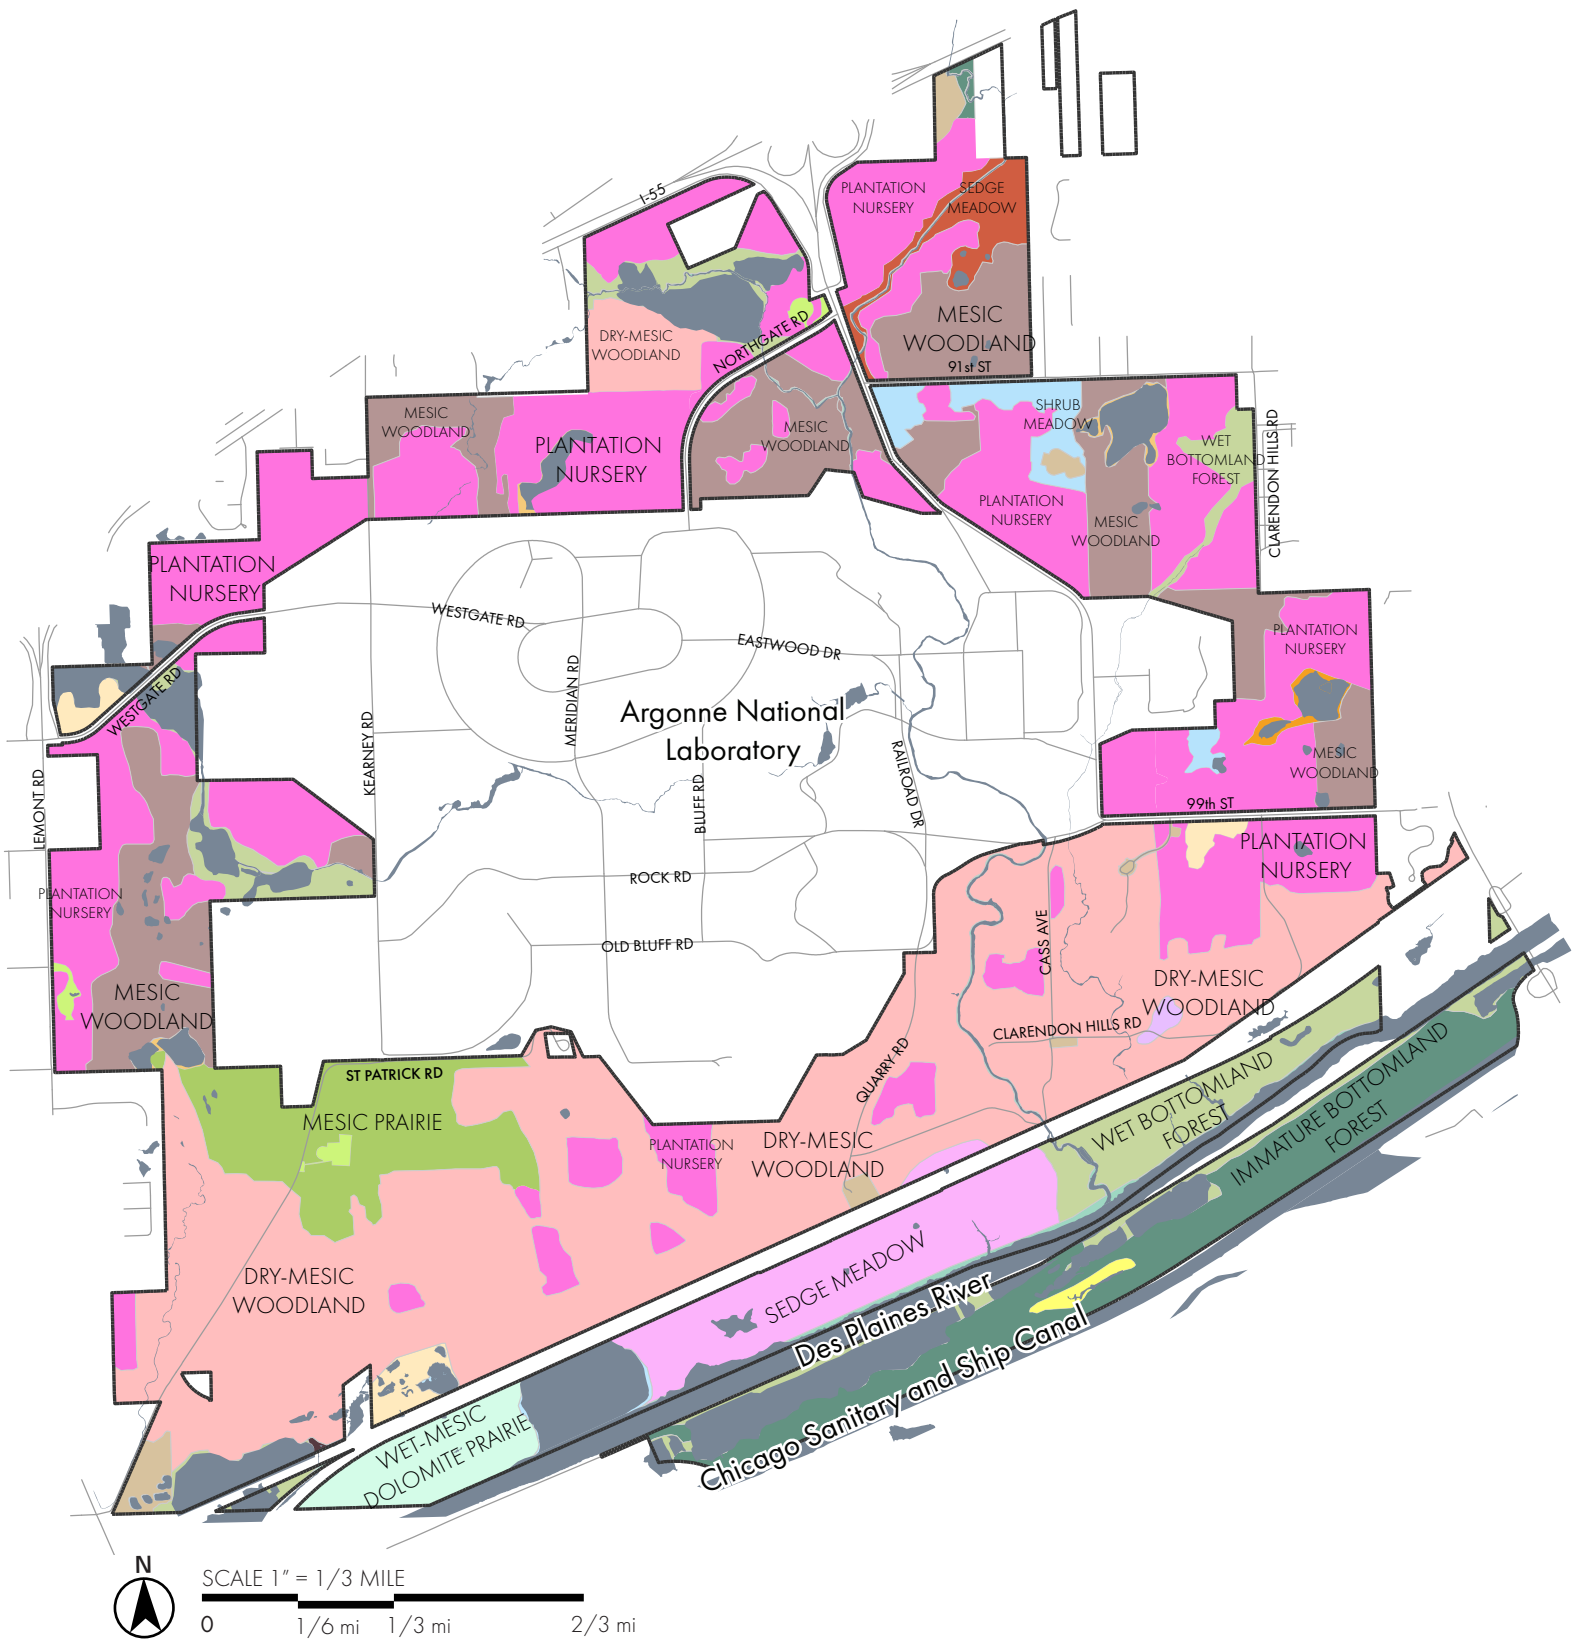 I-55
PLANTATION
NURSERY
SEDGE
MEADOW
MESIC
WOODLAND
91st ST
DRY-MESIC
WOODLAND
NORTHGATE RD
MESIC
WOODLAND
PLANTATION
NURSERY
MESIC
WOODLAND
SHRUB
MEADOW
WET
BOTTOMLAND
FOREST
CLARENDON HILLS RD
PLANTATION
NURSERY
MESIC
WOODLAND
PLANTATION
NURSERY
WESTGATE RD
WESTGATE RD
EASTWOOD DR
MERIDIAN RD
KEARNEY RD
LEMONT RD
Argonne National
Laboratory
BLUFF RD
RAILROAD DR
PLANTATION
NURSERY
MESIC
WOODLAND
99th ST
PLANTATION
NURSERY
PLANTATION
NURSERY
ROCK RD
OLD BLUFF RD
CASS AVE
DRY-MESIC
WOODLAND
CLARENDON HILLS RD
MESIC
WOODLAND
QUARRY RD
ST PATRICK RD
MESIC PRAIRIE
PLANTATION
NURSERY
DRY-MESIC
WOODLAND
WET BOTTOMLAND
FOREST
IMMATURE BOTTOMLAND
FOREST
DRY-MESIC
WOODLAND
SEDGE MEADOW
Des Plaines River
Chicago Sanitary and Ship Canal
WET-MESIC
DOLOMITE PRAIRIE
N
SCALE 1” = 1/3 MILE
0
1/6 mi
1/3 mi
2/3 mi